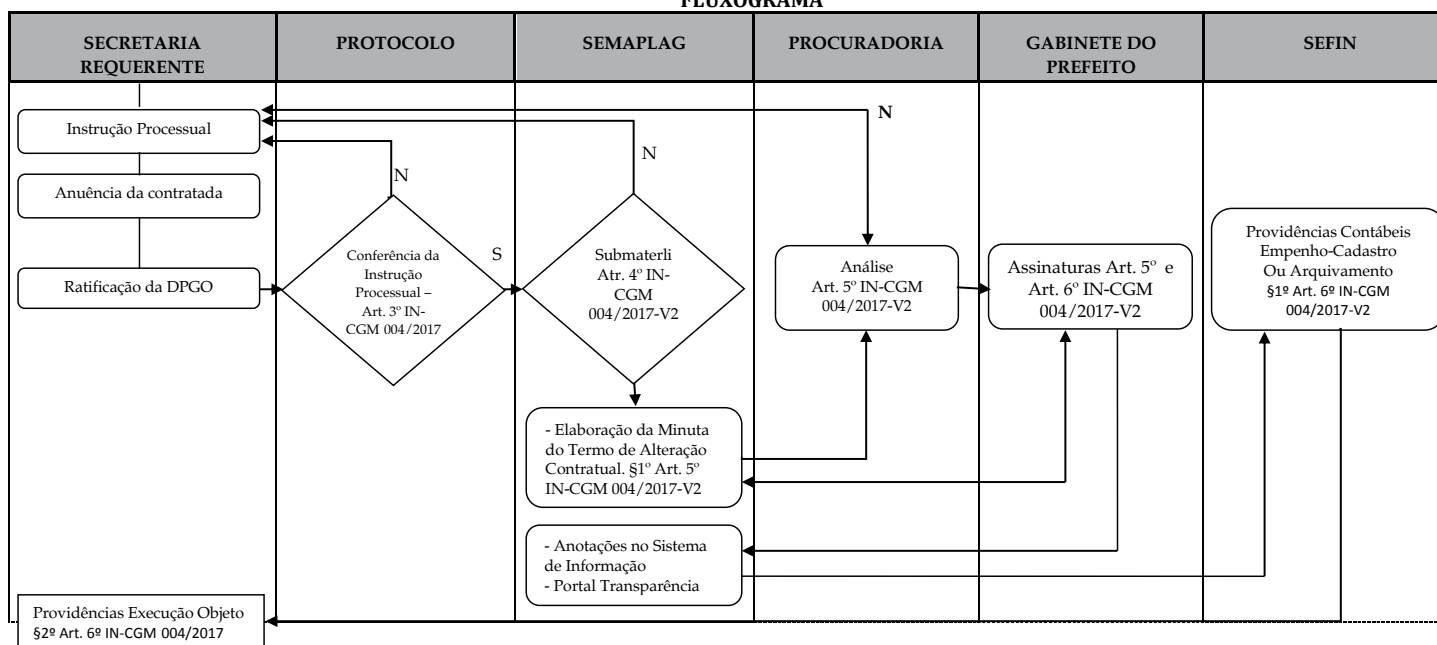 FLUXOGRAMA
SECRETARIA
REQUERENTE
PROTOCOLO
SEMAPLAG
PROCURADORIA
GABINETE DO
PREFEITO
SEFIN
Instrução Processual
Anuência da contratada
Ratificação da DPGO
N
Conferência da
Instrução
Processual –
Art. 3º IN-
CGM 004/2017
S
N
Submaterli
Atr. 4º IN-
CGM
004/2017-V2
- Elaboração da Minuta
do Termo de Alteração
Contratual. §1º Art. 5º
IN-CGM 004/2017-V2
- Anotações no Sistema
de Informação
- Portal Transparência
N
Análise
Art. 5º IN-CGM
004/2017-V2
Assinaturas Art. 5º e
Art. 6º IN-CGM
004/2017-V2
Providências Contábeis
Empenho-Cadastro
Ou Arquivamento
§1º Art. 6º IN-CGM
004/2017-V2
Providências Execução Objeto
§2º Art. 6º IN-CGM 004/2017